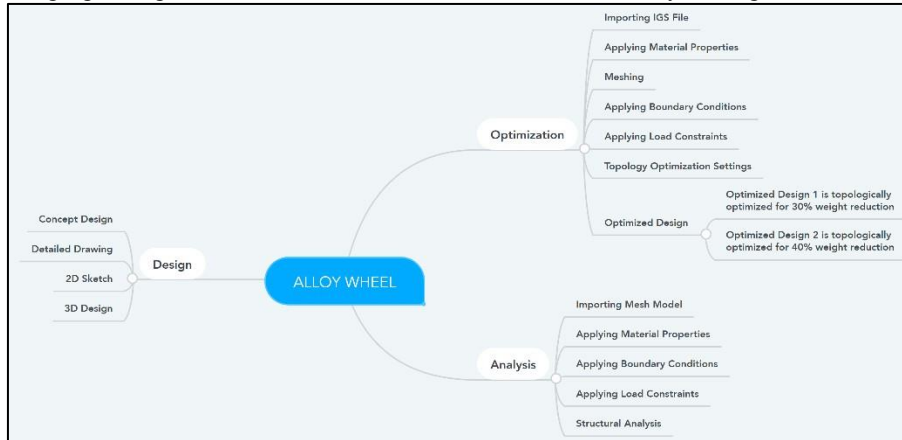 Importing IGS File
Applying Material Properties
Meshing
Applying Boundary Conditions
Optimization
Applying Load Constraints
Topology Optimization Settings
Optimized Design 1 is topologically
optimized for 30% weight reduction
Optimized Design
Optimized Design 2 is topologically
optimized for 40% weight reduction
Concept Design
Detailed Drawing
Design
2D Sketch
3D Design
ALLOY WHEEL
Importing Mesh Model
Applying Material Properties
Analysis
Applying Boundary Conditions
Applying Load Constraints
Structural Analysis